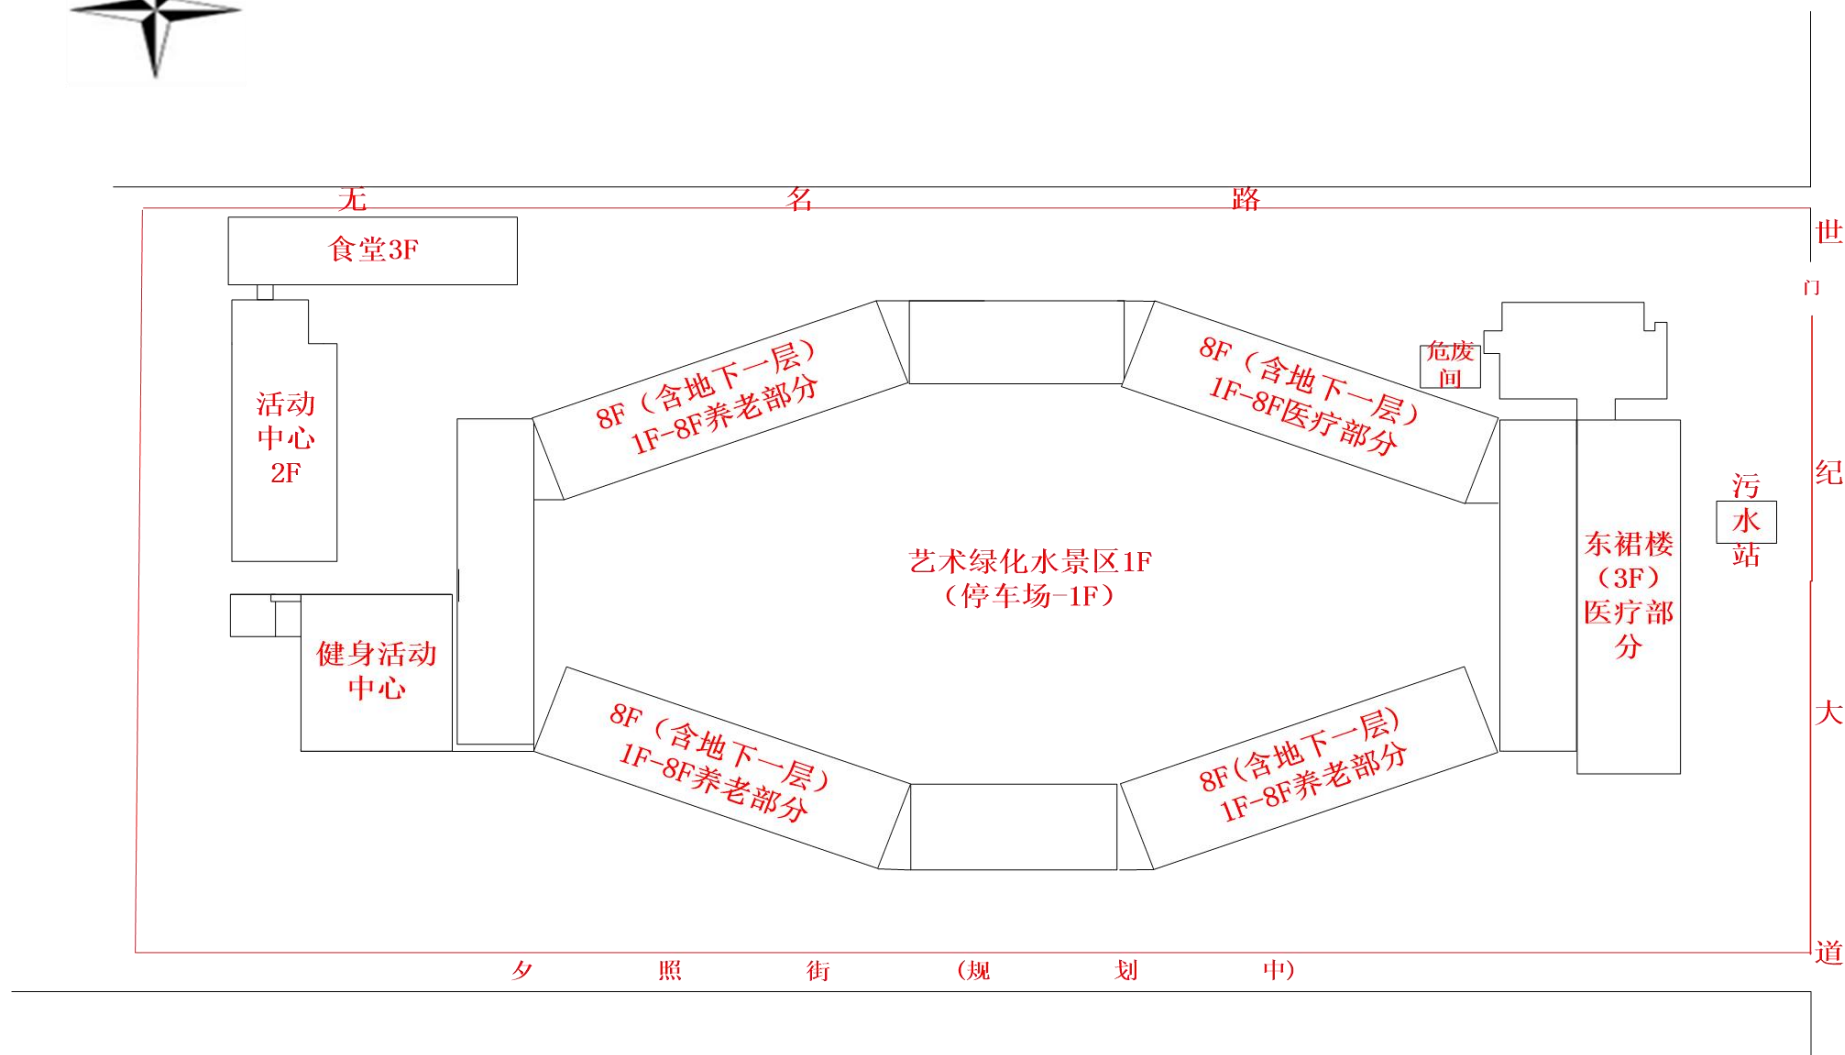 无名路
食堂3F
世
门
纪
大
道
8F（含地下一层）
1F-8F养老部分
8F（含地下一层）
1F-8F医疗部分
危废
间
活动
中心
2F
污
水
站
艺术绿化水景区1F
（停车场-1F）
东裙楼
（3F）
医疗部
分
健身活动
中心
8F（含地下一层）
1F-8F养老部分
8F(含地下一层)
1F-8F养老部分
夕照街(规划中)